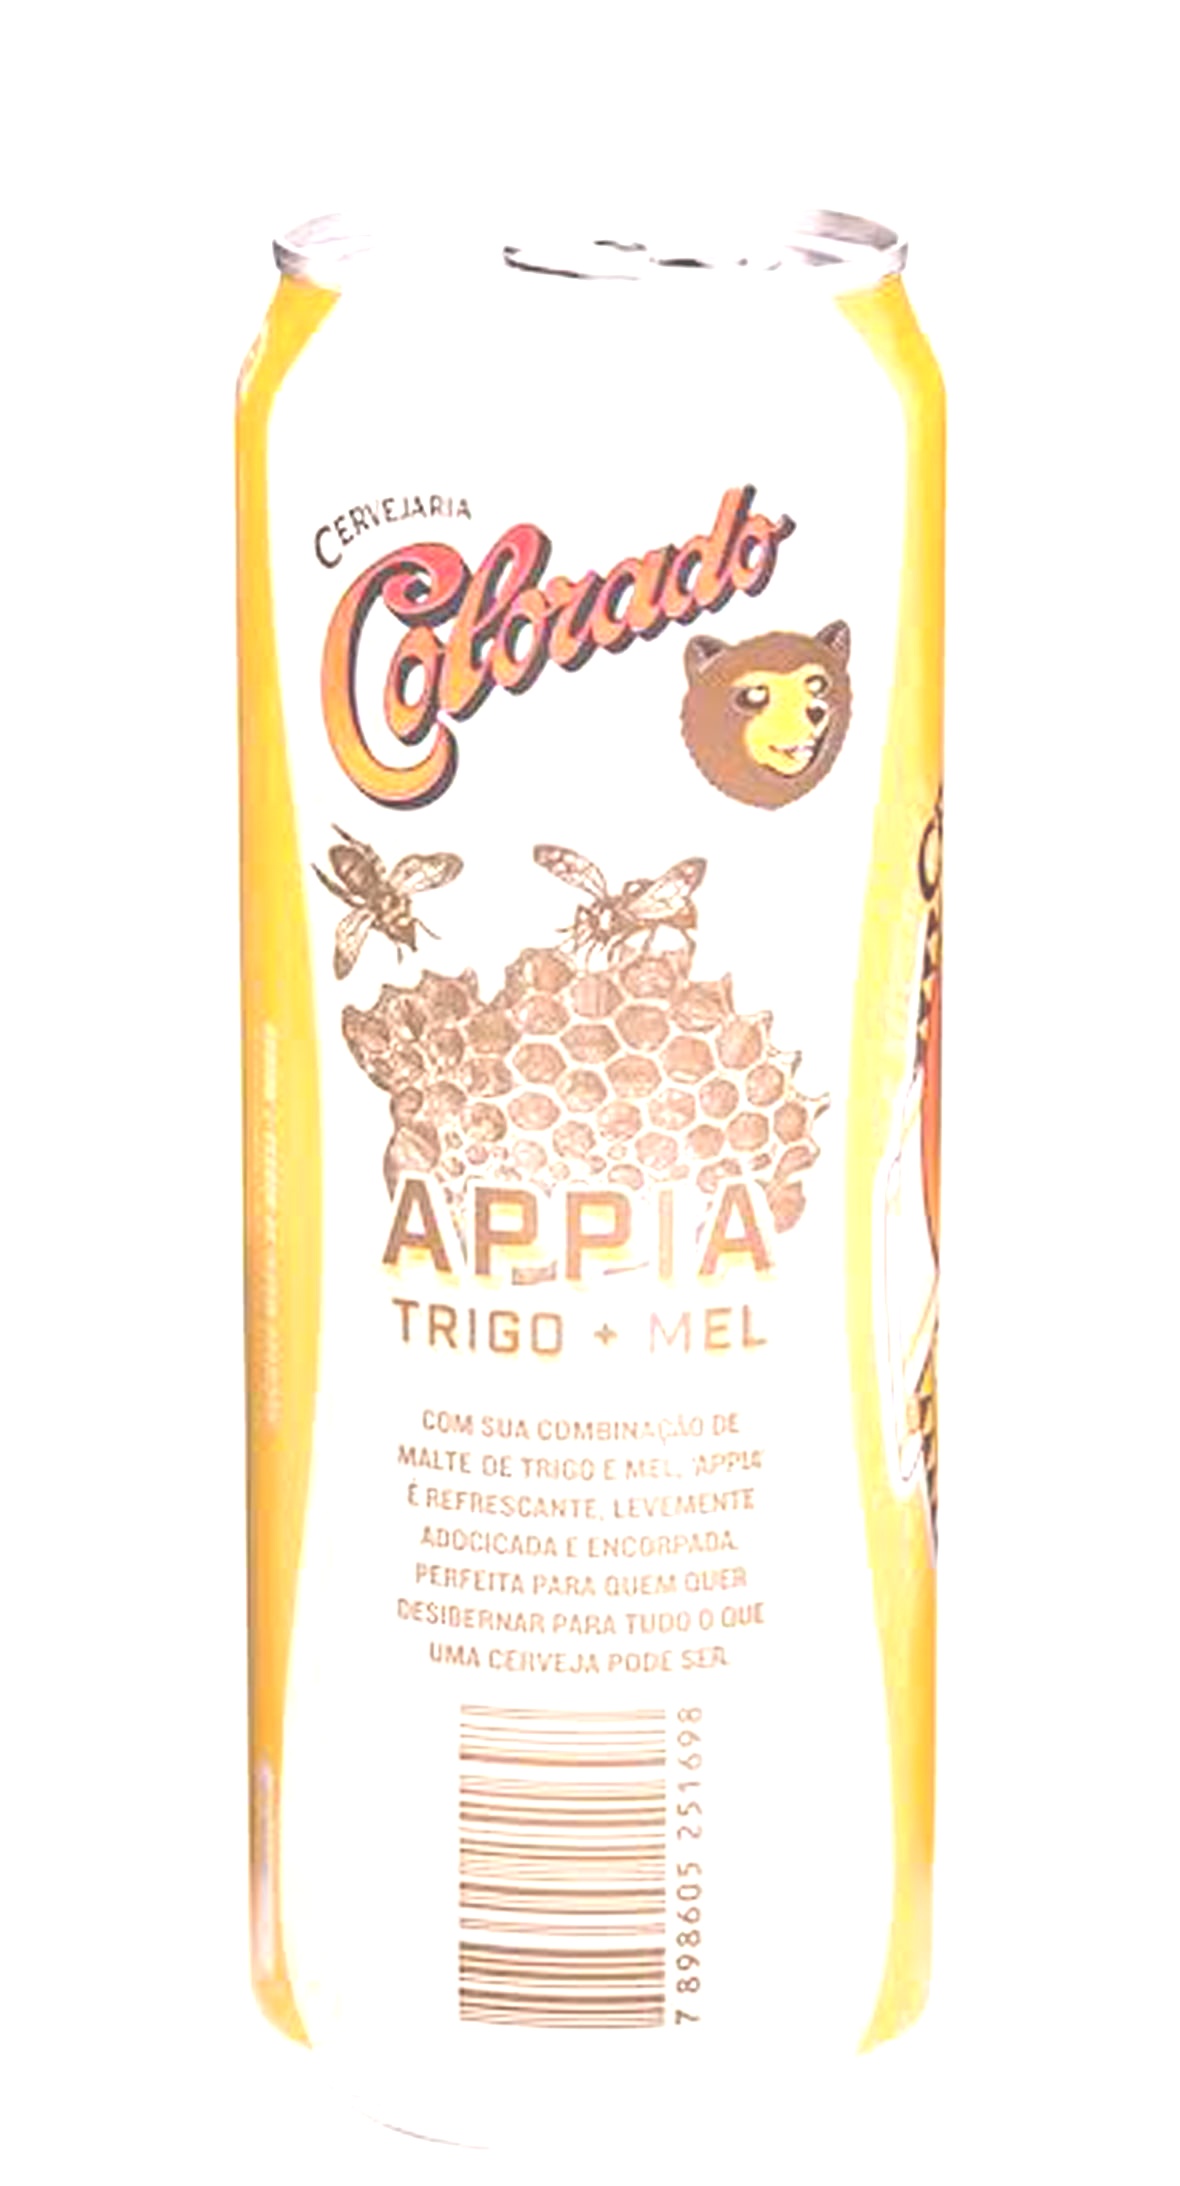 CERVEJARIA
Colorado
APPIA
TRIGO + MEL
COM SUA COMBINAÇÃO DE
MALTE DE TRIGO E MEL, 'APPIA'
É REFRESCANTE, LEVEMENTE
ADOCICADA E ENCORPADA.
PERFEITA PARA QUEM QUER
DESIBERNAR PARA TUDO O QUE
UMA CERVEJA PODE SER.
7 898605 251698